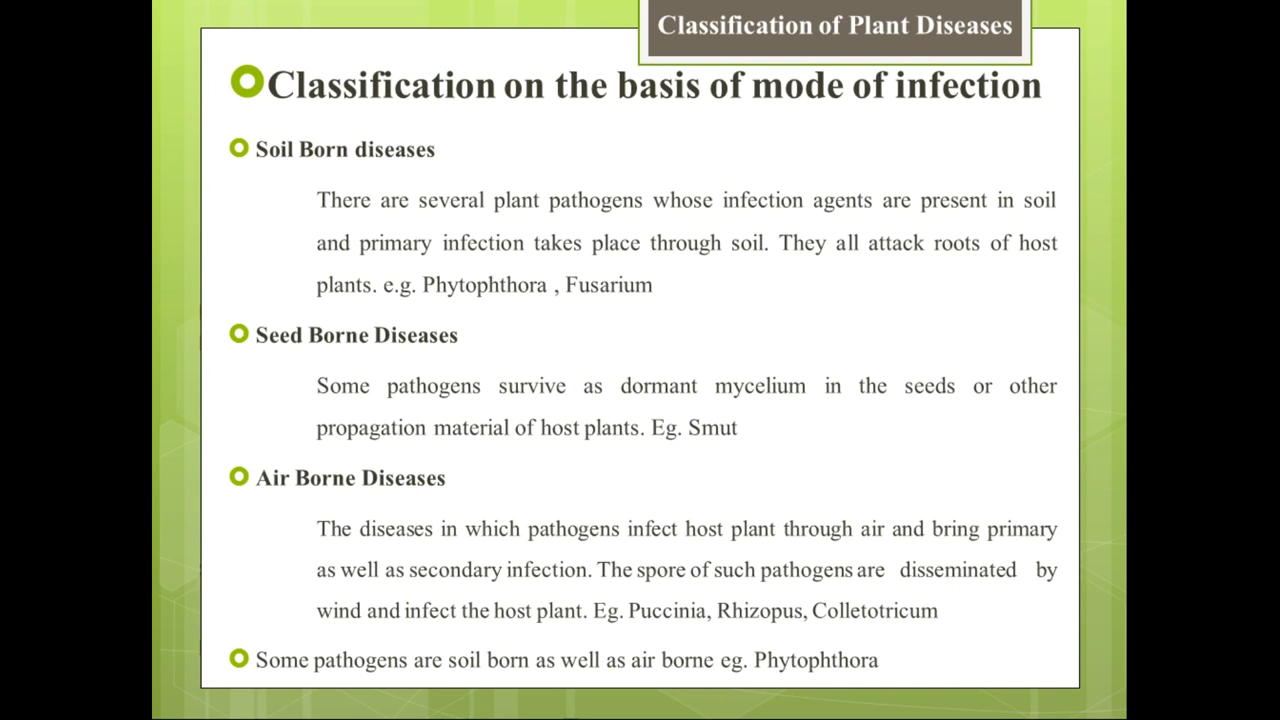 Classification of Plant Diseases
Classification on the basis of mode of infection
Soil Born diseases
There are several plant pathogens whose infection agents are present in soil
and primary infection takes place through soil. They all attack roots of host
plants. e.g. Phytophthora , Fusarium
Seed Borne Diseases
Some pathogens survive as dormant mycelium in the seeds or other
propagation material of host plants. Eg. Smut
Air Borne Diseases
The diseases in which pathogens infect host plant through air and bring primary
as well as secondary infection. The spore of such pathogens are disseminated by
wind and infect the host plant. Eg. Puccinia, Rhizopus, Colletotricum
Some pathogens are soil born as well as air borne eg. Phytophthora